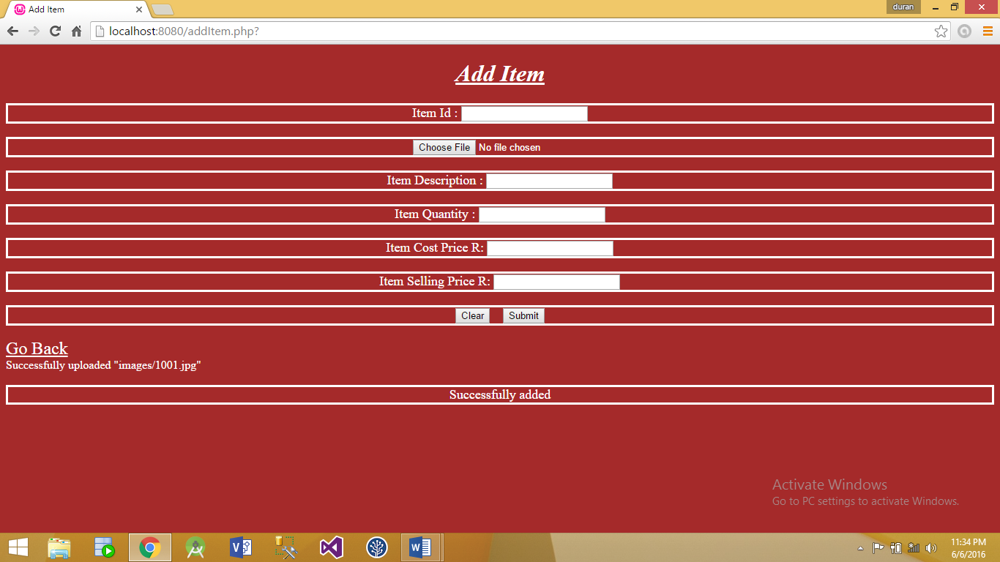 Add Item
duran
localhost:8080/addItem.php?
Add Item
Item Id :
Choose File No file chosen
Item Description :
Item Quantity :
Item Cost Price R:
Item Selling Price R:
Clear Submit
Go Back
Successfully uploaded "images/1001.jpg"
Successfully added
Activate Windows
Go to PC settings to activate Windows.
11:34 PM
6/6/2016